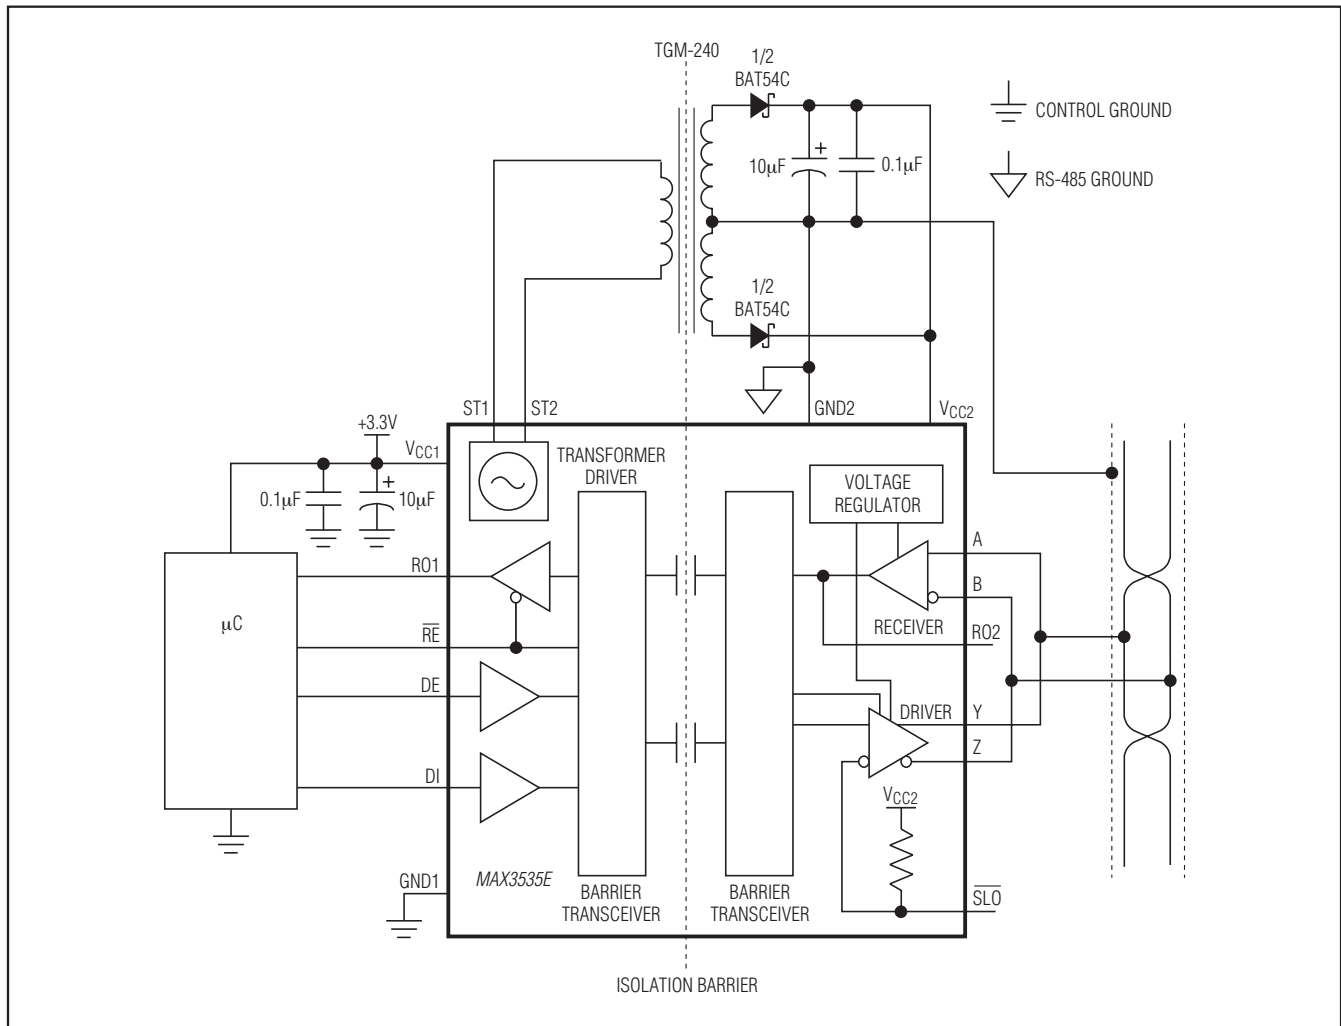 TGM-240
1/2
BAT54C
CONTROL GROUND
10µF
+
0.1µF
RS-485 GROUND
1/2
BAT54C
ST1
ST2
GND2
VCC2
+3.3V
VCC1
TRANSFORMER
DRIVER
VOLTAGE
REGULATOR
0.1µF
+
10µF
A
RO1
B
µC
RECEIVER
RE
RO2
DE
DRIVER
Y
Z
DI
VCC2
GND1
MAX3535E
BARRIER
TRANSCEIVER
BARRIER
TRANSCEIVER
SLO
ISOLATION BARRIER